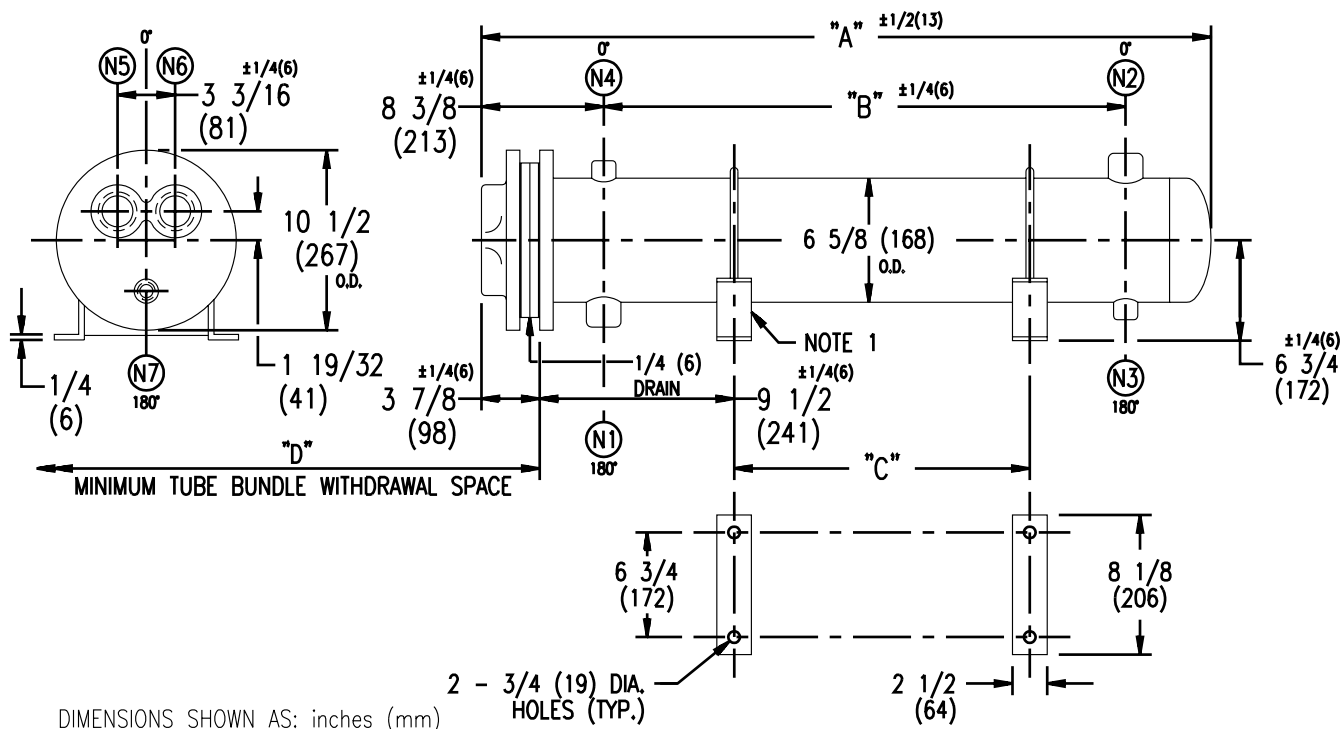 "A" ±1/2(13)
0°
N5
N6
±1/4(6)
3 3/16
(81)
±1/4(6)
8 3/8
(213)
0°
N4
"B" ±1/4(6)
0°
N2
10 1/2
(267)
O.D.
6 5/8 (168)
O.D.
1/4
(6)
N7
180°
1 19/32
(41)
±1/4(6)
3 7/8
(98)
1/4 (6)
DRAIN
NOTE 1
±1/4(6)
9 1/2
(241)
N1
180°
N3
180°
±1/4(6)
6 3/4
(172)
"D"
MINIMUM TUBE BUNDLE WITHDRAWAL SPACE
"C"
6 3/4
(172)
8 1/8
(206)
2 - 3/4 (19) DIA.
HOLES (TYP.)
2 1/2
(64)
DIMENSIONS SHOWN AS: inches (mm)